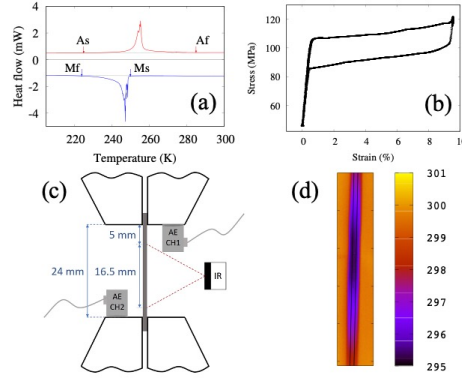 4
2
0
-2
-4
Heat flow (mW)
As
Af
Mf
Ms
(a)
220
240
260
280
300
Temperature (K)
120
100
80
60
Stress (MPa)
(b)
0
2
4
6
8
10
Strain (%)
(c)
AE
CH1
5 mm
24 mm
16.5 mm
IR
AE
CH2
(d)
301
300
299
298
297
296
295